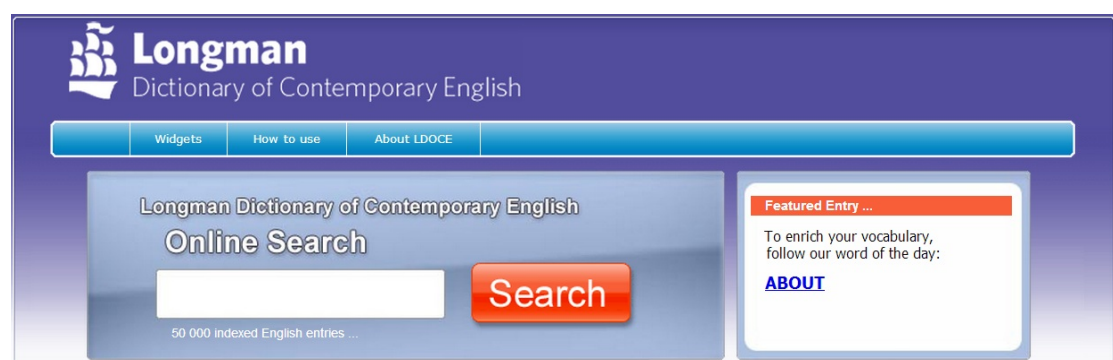 Longman
Dictionary of Contemporary English
Widgets How to use About LDOCE
Longman Dictionary of Contemporary English
Online Search
Search
50 000 indexed English entries ...
Featured Entry ...
To enrich your vocabulary,
follow our word of the day:
ABOUT